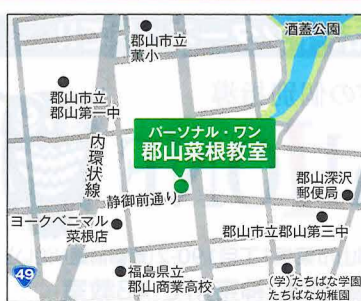 酒蓋公園
郡山市立
薫小
郡山市立
郡山第一中
内環状線
パーソナル・ワン
郡山菜根教室
静御前通り
郡山深沢
郵便局
ヨークベニマル
菜根店
郡山市立郡山第三中
49
福島県立
郡山商業高校
(学)たちばな学園
たちばな幼稚園